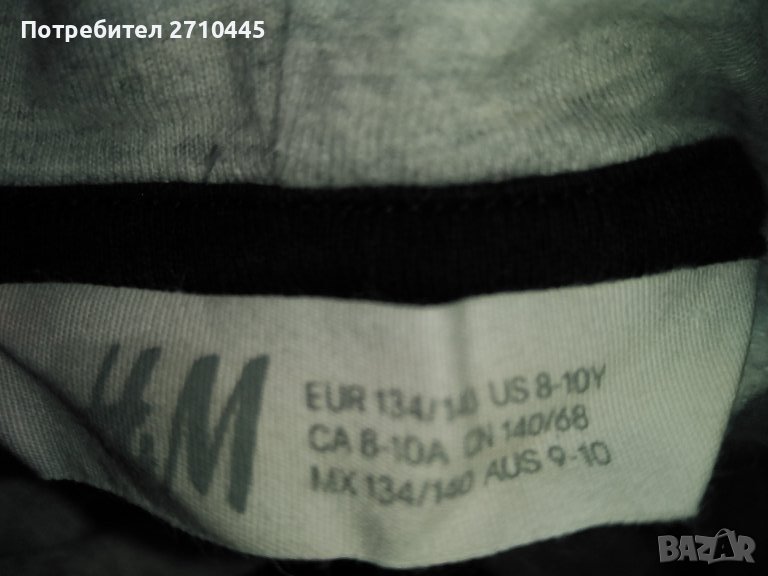 Потребител 2710445
H&M
EUR 134/140 US 8-10Y
CA 8-10A CN 140/68
MX 134/140 AUS 9-10
BAZAR